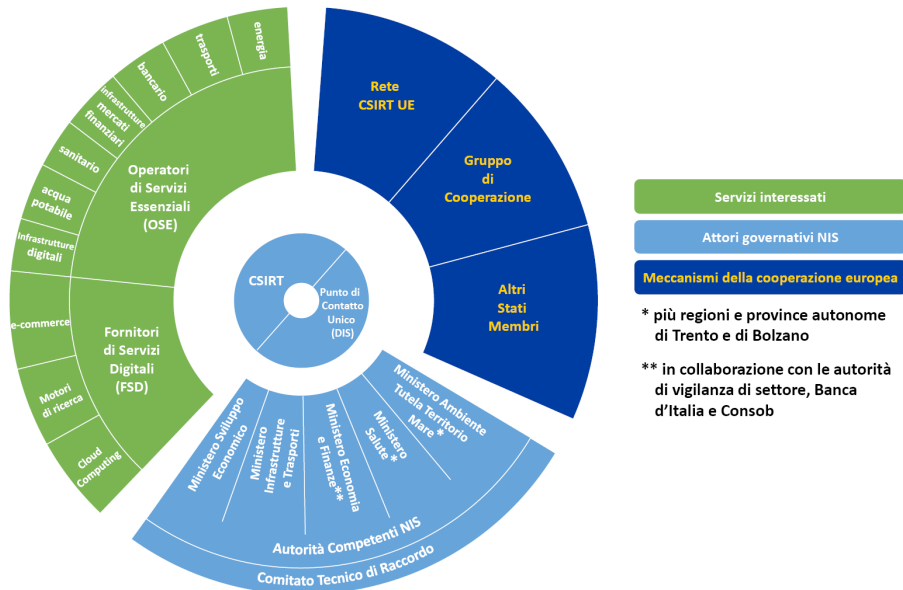 energia
trasporti
bancario
infrastrutture
mercati
finanziari
sanitario
acqua
potabile
Infrastrutture
digitali
e-commerce
Motori
di ricerca
Cloud
Computing
Operatori
di Servizi
Essenziali
(OSE)
Fornitori
di Servizi
Digitali
(FSD)
Rete
CSIRT UE
Gruppo
di
Cooperazione
Altri
Stati
Membri
CSIRT
Punto di
Contatto
Unico
(DIS)
Ministero Sviluppo
Economico
Ministero
Infrastrutture
e Trasporti
Ministero Economia
e Finanze**
Ministero
Salute *
Ministero Ambiente
Tutela Territorio
Mare *
Autorità Competenti NIS
Comitato Tecnico di Raccordo
Servizi interessati
Attori governativi NIS
Meccanismi della cooperazione europea
* più regioni e province autonome
di Trento e di Bolzano
** in collaborazione con le autorità
di vigilanza di settore, Banca
d’Italia e Consob